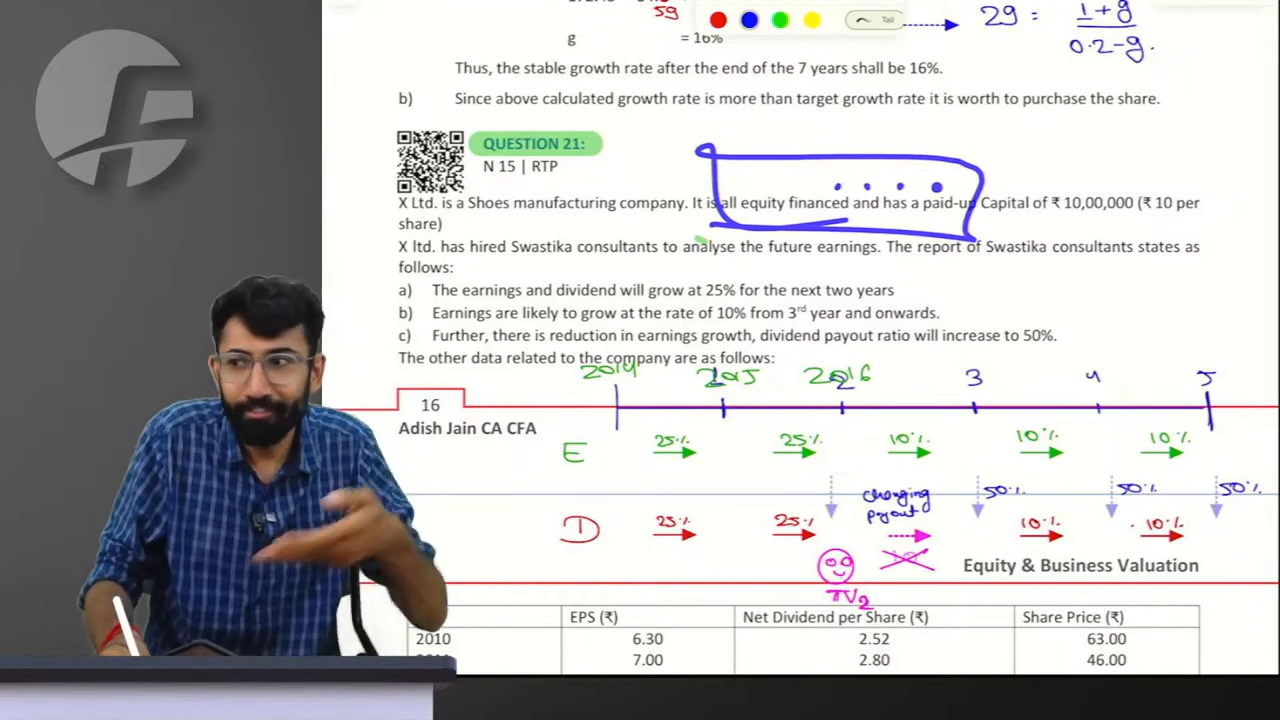 59
Tail
29 = 1+g
0.2-g.
g = 16%
Thus, the stable growth rate after the end of the 7 years shall be 16%.
b) Since above calculated growth rate is more than target growth rate it is worth to purchase the share.
QUESTION 21:
N 15 | RTP
X Ltd. is a Shoes manufacturing company. It is all equity financed and has a paid-up Capital of ₹ 10,00,000 (₹ 10 per
share)
X ltd. has hired Swastika consultants to analyse the future earnings. The report of Swastika consultants states as
follows:
a) The earnings and dividend will grow at 25% for the next two years
b) Earnings are likely to grow at the rate of 10% from 3rd year and onwards.
c) Further, there is reduction in earnings growth, dividend payout ratio will increase to 50%.
The other data related to the company are as follows:
2014 2015 2016 3 4 5
16
Adish Jain CA CFA
E 25% 25% 10% 10% 10%
changing payout 50% 50% 50%
D 25% 25% 10% 10%
Equity & Business Valuation
TV2
EPS (₹) Net Dividend per Share (₹) Share Price (₹)
2010 6.30 2.52 63.00
7.00 2.80 46.00